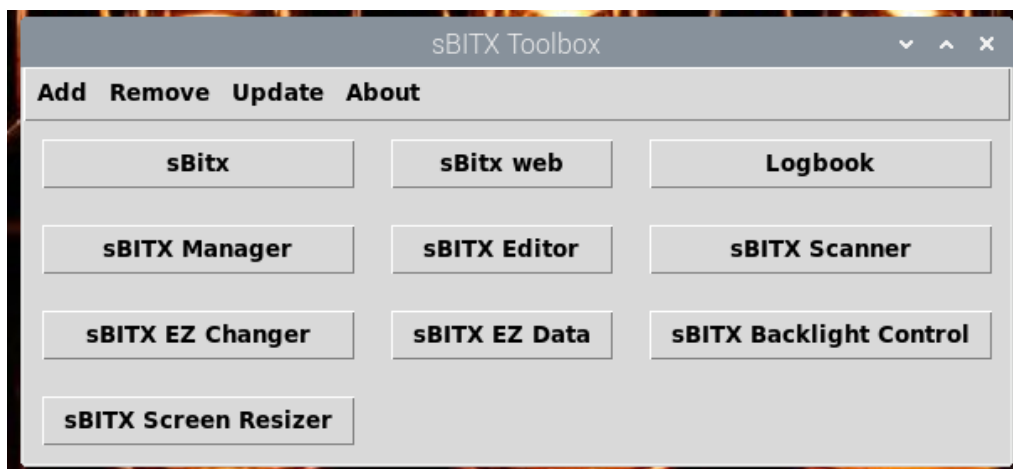 sBITX Toolbox
Add Remove Update About
sBitx sBitx web Logbook
sBITX Manager sBITX Editor sBITX Scanner
sBITX EZ Changer sBITX EZ Data sBITX Backlight Control
sBITX Screen Resizer